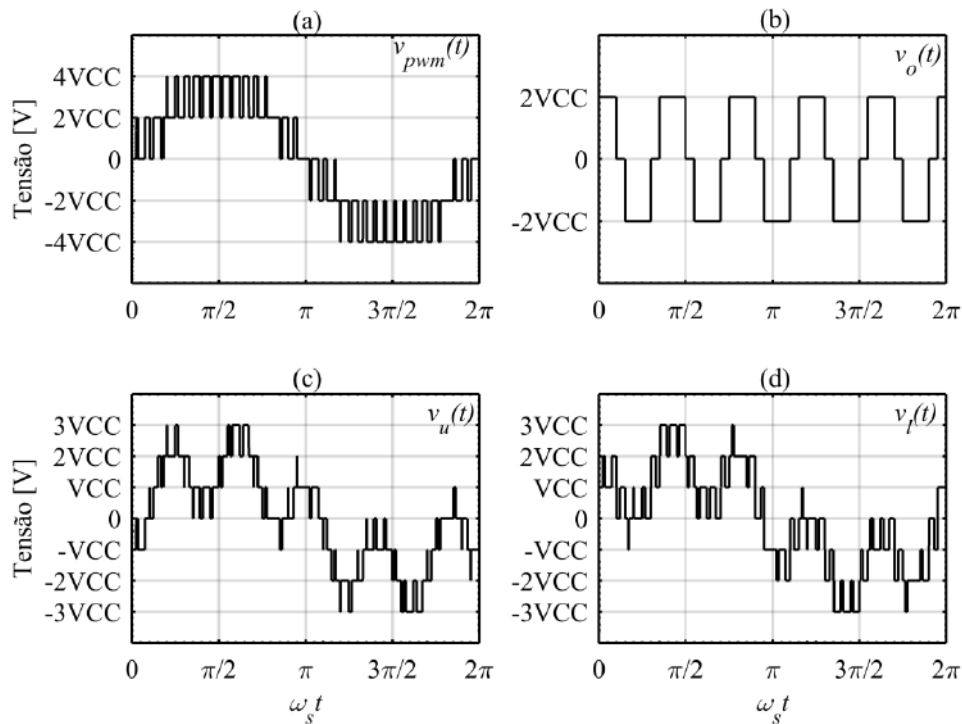 (a)
v_pwm(t)
4VCC
2VCC
0
-2VCC
-4VCC
Tensão [V]
0 π/2 π 3π/2 2π
(b)
v_o(t)
2VCC
0
-2VCC
0 π/2 π 3π/2 2π
(c)
v_u(t)
3VCC
2VCC
VCC
0
-VCC
-2VCC
-3VCC
Tensão [V]
0 π/2 π 3π/2 2π
ω_s t
(d)
v_l(t)
3VCC
2VCC
VCC
0
-VCC
-2VCC
-3VCC
0 π/2 π 3π/2 2π
ω_s t